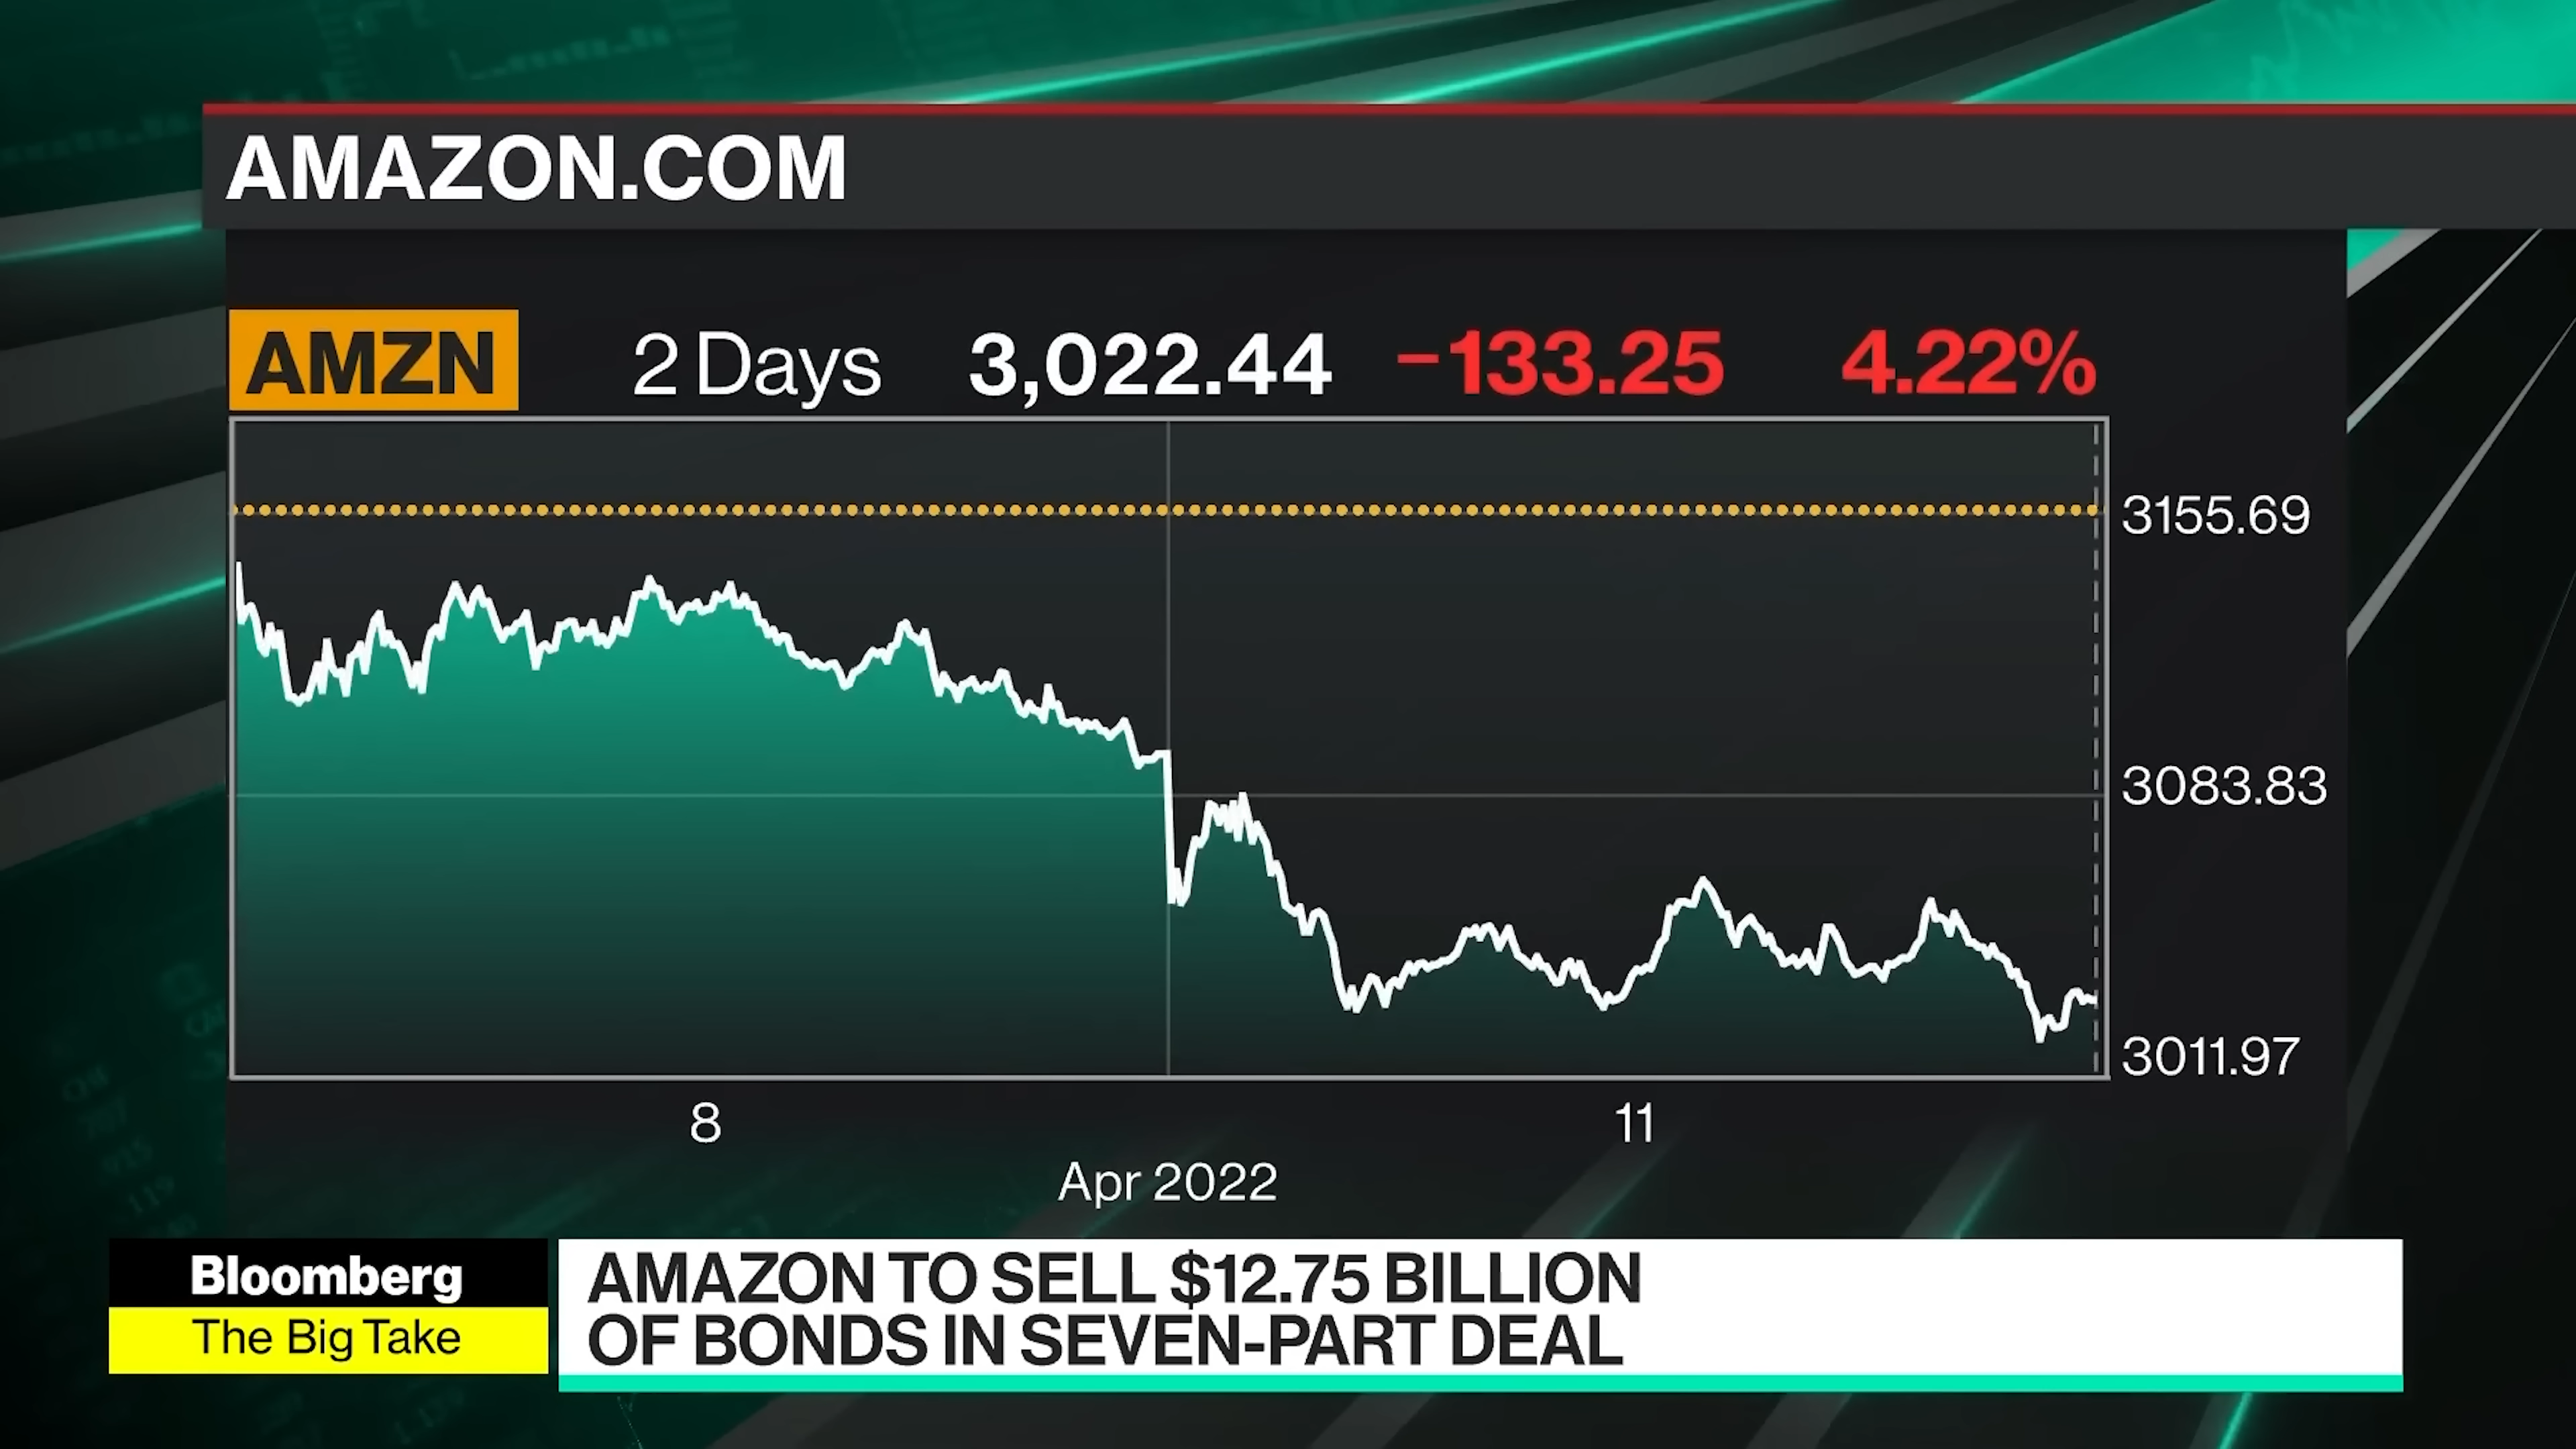 AMAZON.COM
AMZN 2 Days 3,022.44 −133.25 4.22%
3155.69
3083.83
3011.97
8 11
Apr 2022
Bloomberg
The Big Take
AMAZON TO SELL $12.75 BILLION
OF BONDS IN SEVEN-PART DEAL